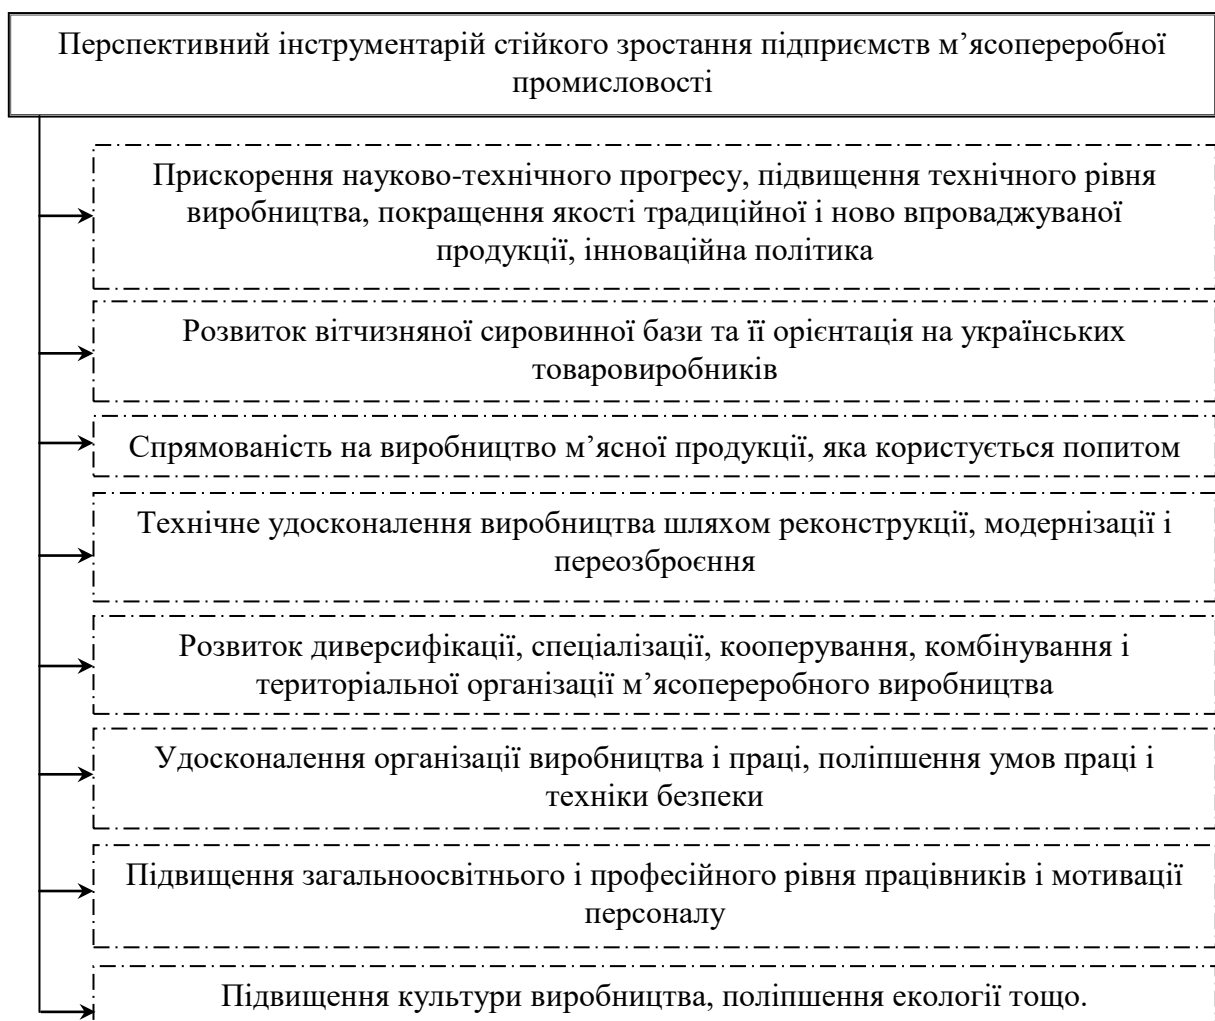 Перспективний інструментарій стійкого зростання підприємств м’ясопереробної
промисловості
Прискорення науково-технічного прогресу, підвищення технічного рівня
виробництва, покращення якості традиційної і ново впроваджуваної
продукції, інноваційна політика
Розвиток вітчизняної сировинної бази та її орієнтація на українських
товаровиробників
Спрямованість на виробництво м’ясної продукції, яка користується попитом
Технічне удосконалення виробництва шляхом реконструкції, модернізації і
переозброєння
Розвиток диверсифікації, спеціалізації, кооперування, комбінування і
територіальної організації м’ясопереробного виробництва
Удосконалення організації виробництва і праці, поліпшення умов праці і
техніки безпеки
Підвищення загальноосвітнього і професійного рівня працівників і мотивації
персоналу
Підвищення культури виробництва, поліпшення екології тощо.